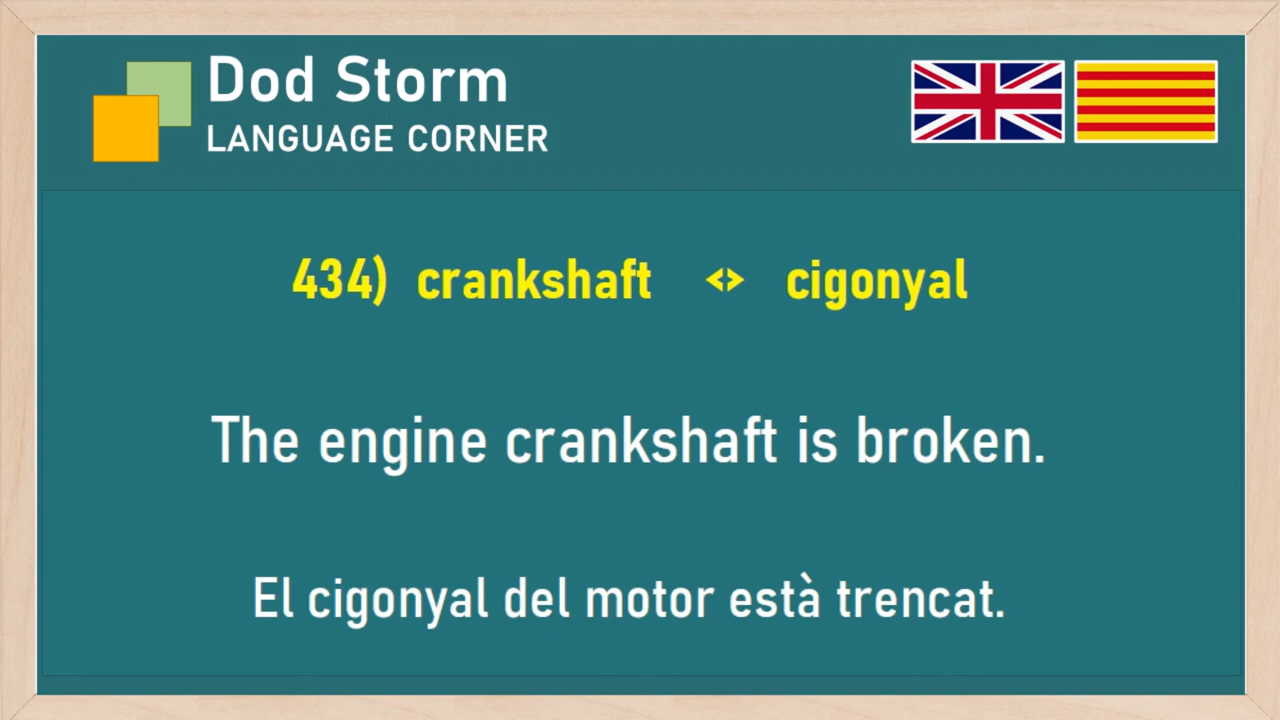 Dod Storm
LANGUAGE CORNER
434) crankshaft <> cigonyal
The engine crankshaft is broken.
El cigonyal del motor està trencat.